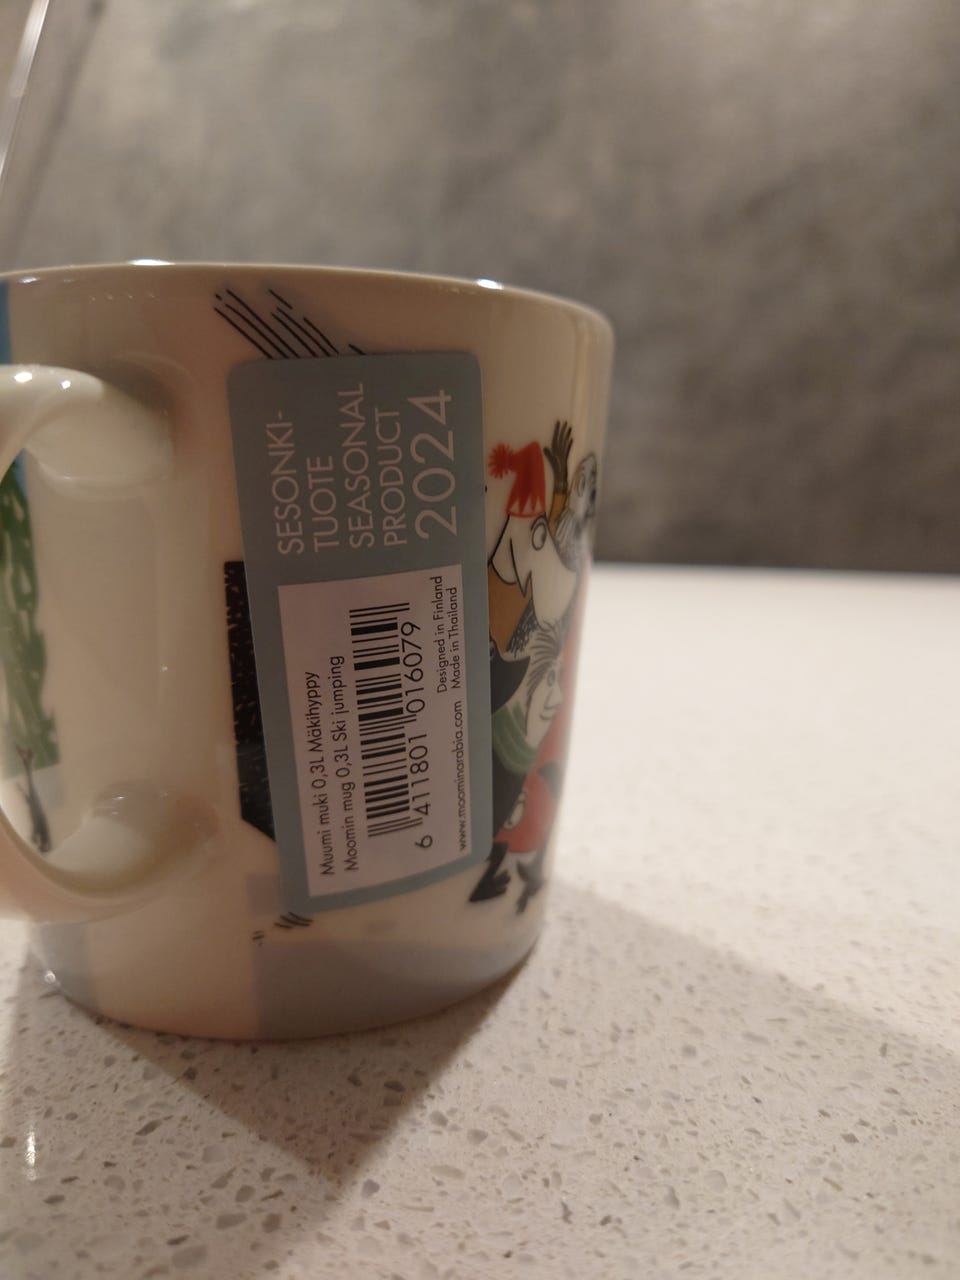 SESONKI-
TUOTE
SEASONAL
PRODUCT
2024
Muumi muki 0,3L Mäkihyppy
Moomin mug 0,3L Ski jumping
6 411801 016079
Designed in Finland
Made in Thailand
www.moominarabia.com